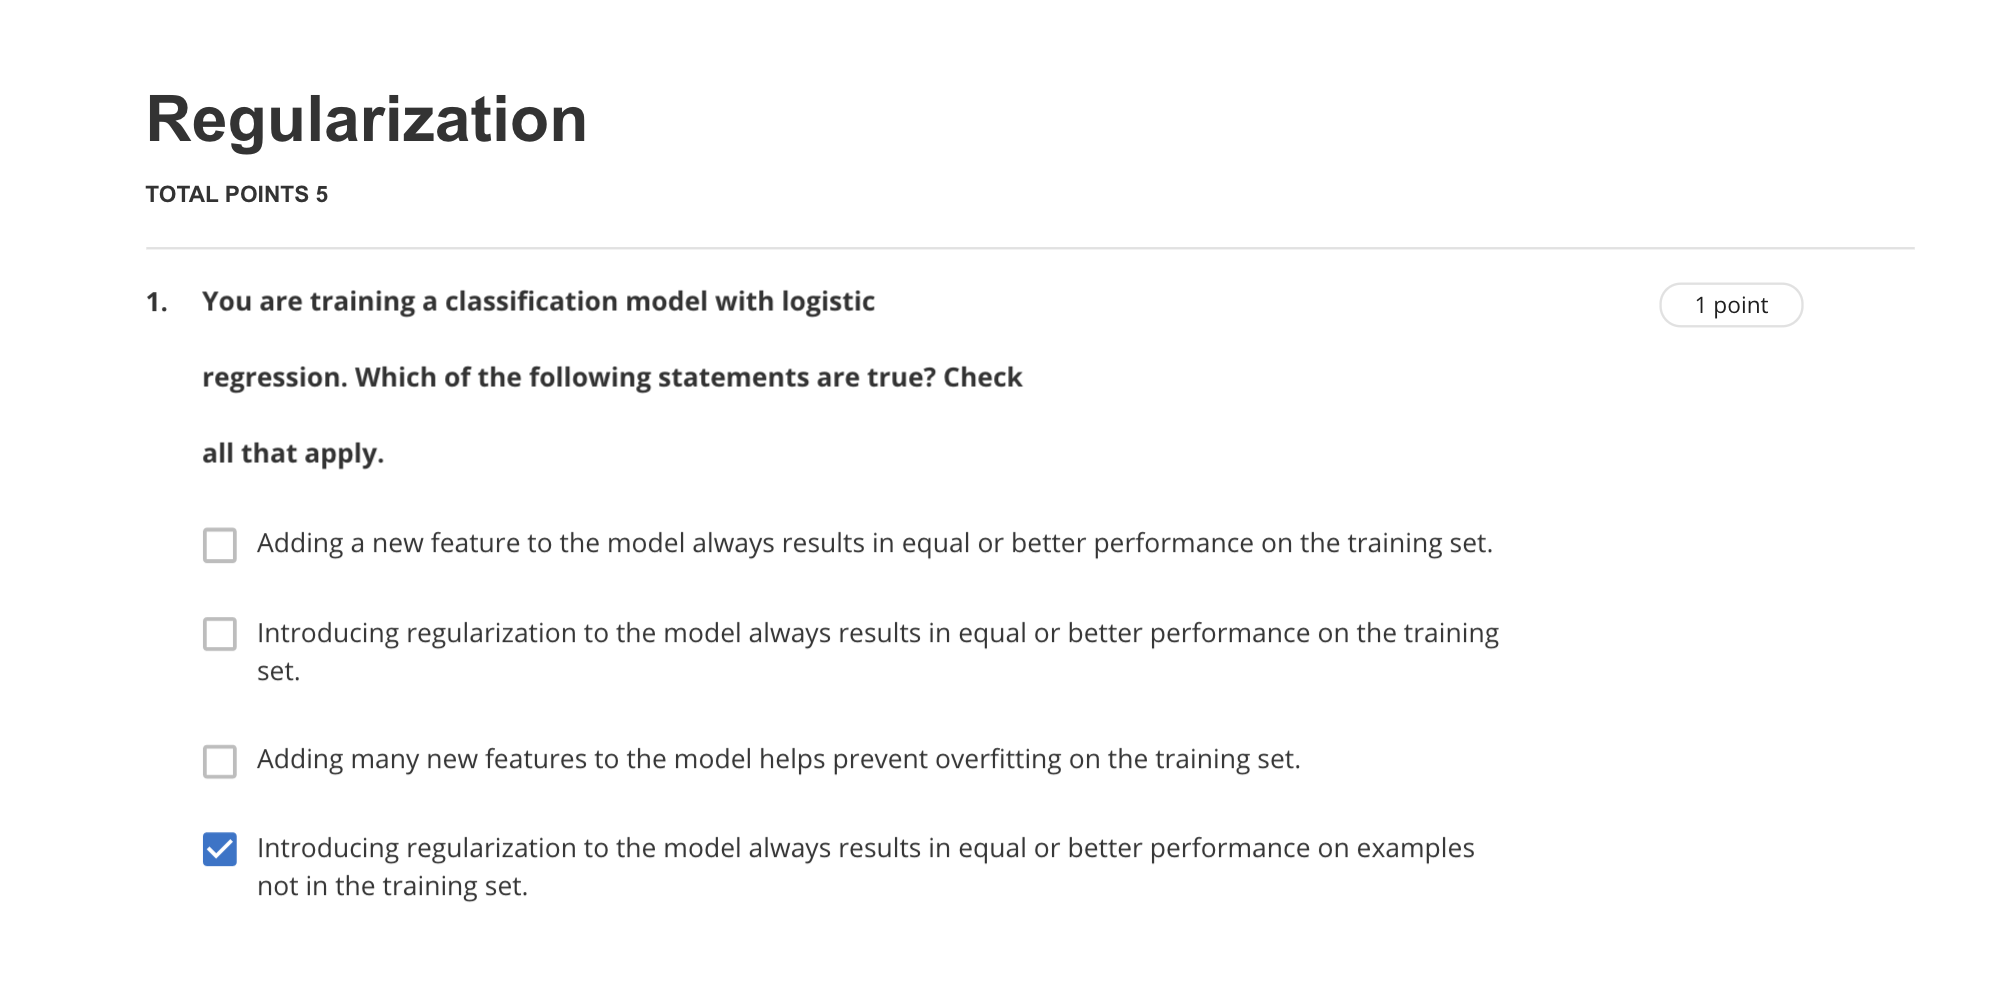 Regularization
TOTAL POINTS 5
1. You are training a classification model with logistic
1 point
regression. Which of the following statements are true? Check
all that apply.
Adding a new feature to the model always results in equal or better performance on the training set.
Introducing regularization to the model always results in equal or better performance on the training
set.
Adding many new features to the model helps prevent overfitting on the training set.
Introducing regularization to the model always results in equal or better performance on examples
not in the training set.